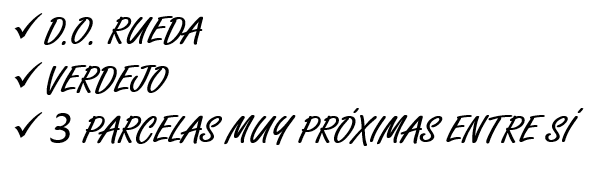 ✓ D.O. RUEDA
✓ VERDEJO
✓ 3 PARCELAS MUY PRÓXIMAS ENTRE SÍ